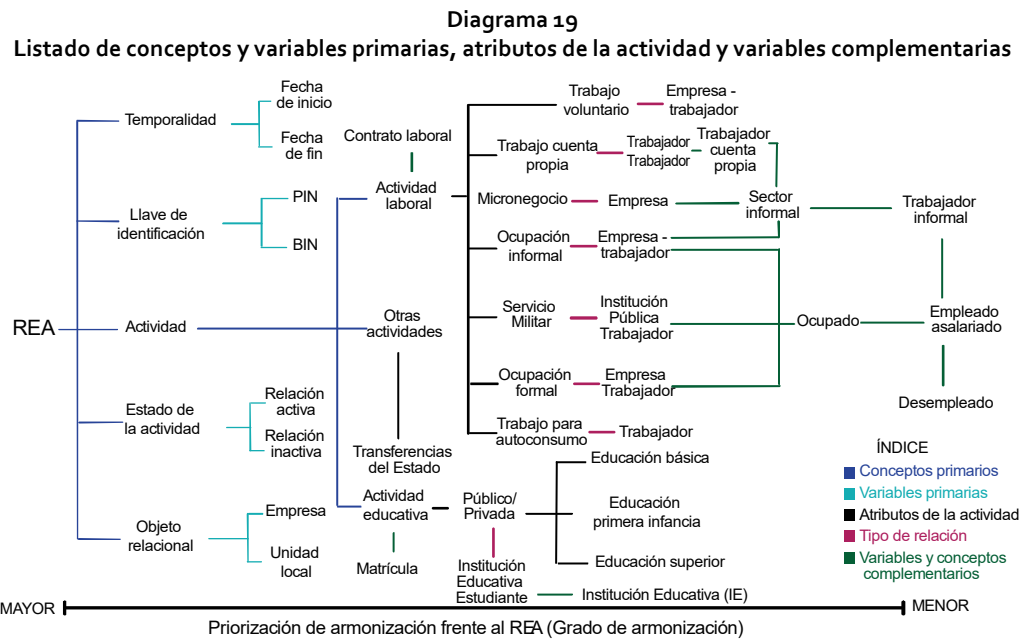 Diagrama 19
Listado de conceptos y variables primarias, atributos de la actividad y variables complementarias
REA
Temporalidad
Fecha
de inicio
Fecha
de fin
Llave de
identificación
PIN
BIN
Actividad
Estado de
la actividad
Relación
activa
Relación
inactiva
Objeto
relacional
Empresa
Unidad
local
Contrato laboral
Actividad
laboral
Otras
actividades
Transferencias
del Estado
Actividad
educativa
Matrícula
Público/
Privada
Institución
Educativa
Estudiante
Institución Educativa (IE)
Educación básica
Educación
primera infancia
Educación superior
Trabajo
voluntario
Empresa -
trabajador
Trabajo cuenta
propia
Trabajador
Trabajador
Trabajador
cuenta
propia
Micronegocio
Empresa
Sector
informal
Trabajador
informal
Ocupación
informal
Empresa -
trabajador
Servicio
Militar
Institución
Pública
Trabajador
Ocupado
Empleado
asalariado
Ocupación
formal
Empresa
Trabajador
Desempleado
Trabajo para
autoconsumo
Trabajador
ÍNDICE
Conceptos primarios
Variables primarias
Atributos de la actividad
Tipo de relación
Variables y conceptos
complementarios
MAYOR
MENOR
Priorización de armonización frente al REA (Grado de armonización)